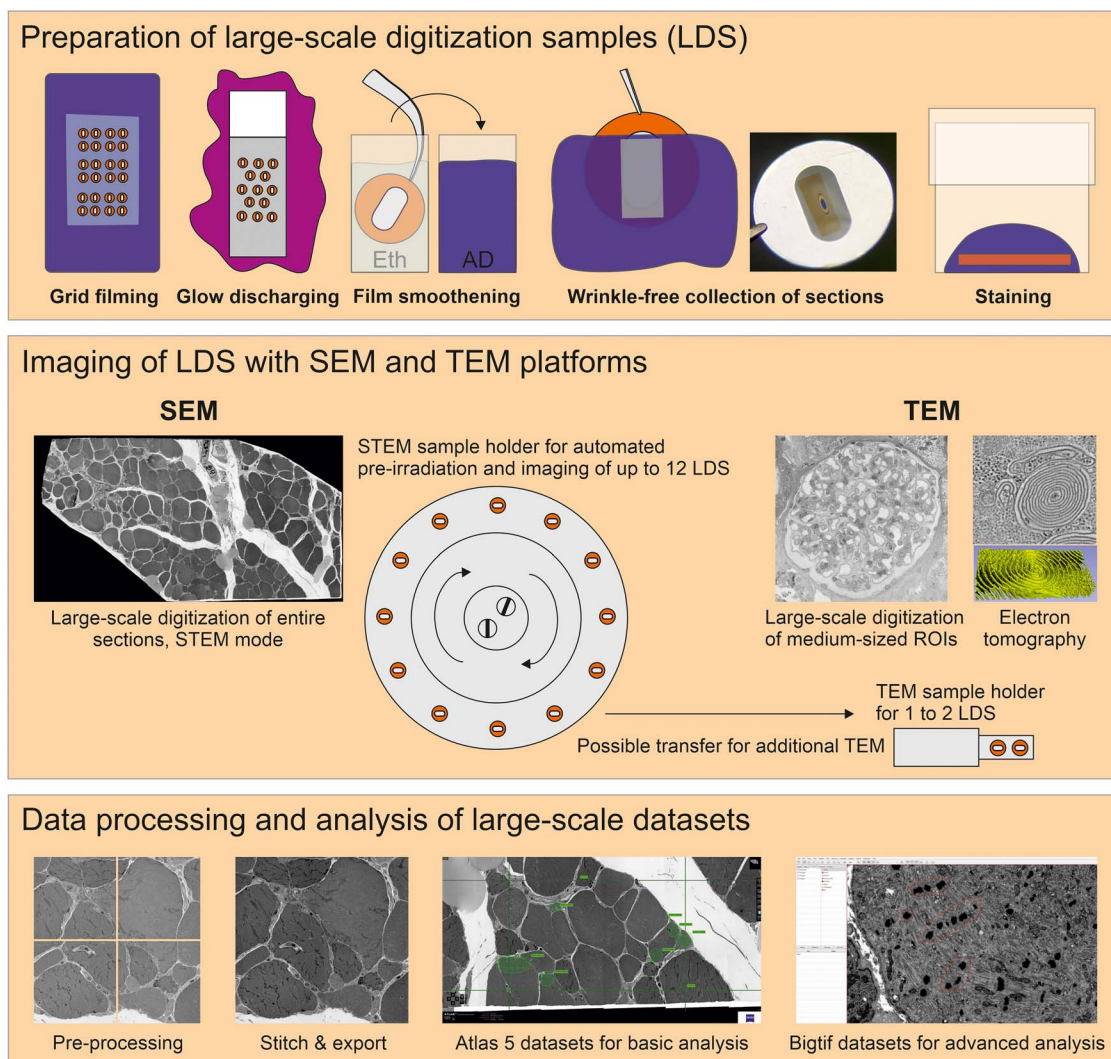 Preparation of large-scale digitization samples (LDS)
Eth
AD
Grid filming
Glow discharging
Film smoothening
Wrinkle-free collection of sections
Staining
Imaging of LDS with SEM and TEM platforms
SEM
TEM
STEM sample holder for automated
pre-irradiation and imaging of up to 12 LDS
Large-scale digitization of entire
sections, STEM mode
Large-scale digitization
of medium-sized ROIs
Electron
tomography
TEM sample holder
for 1 to 2 LDS
Possible transfer for additional TEM
Data processing and analysis of large-scale datasets
Pre-processing
Stitch & export
Atlas 5 datasets for basic analysis
Bigtif datasets for advanced analysis